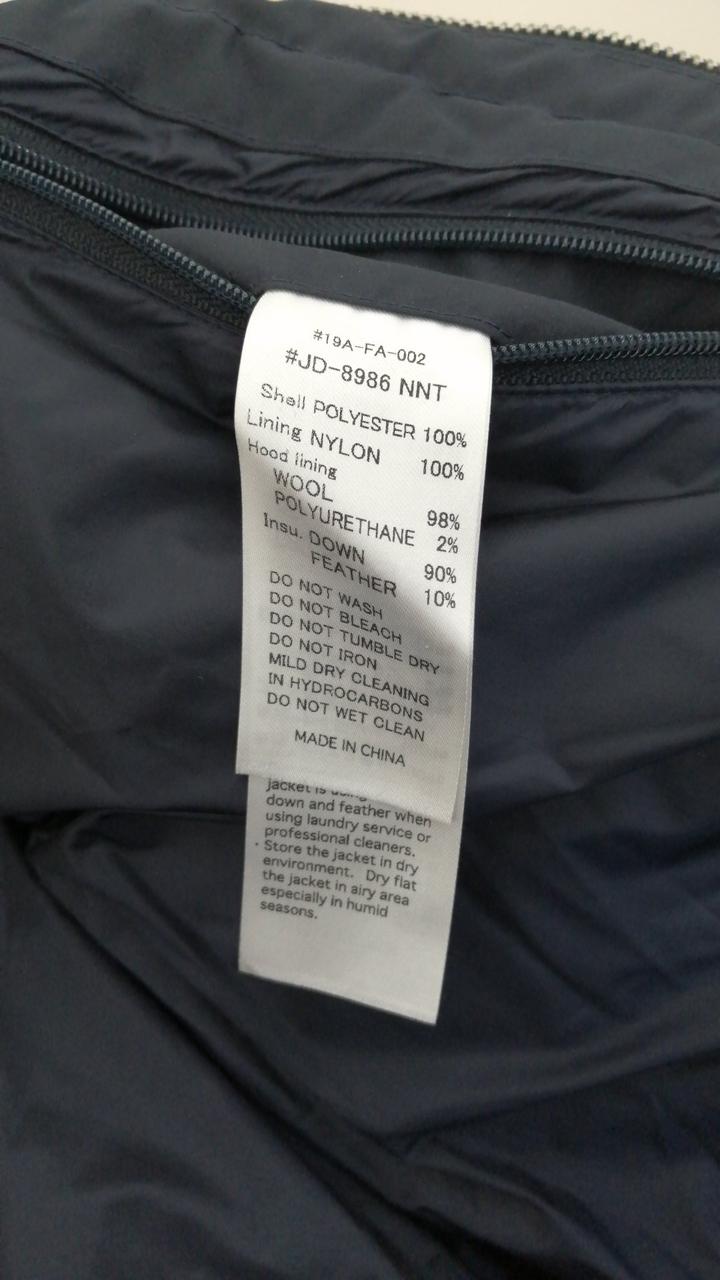 #19A-FA-002
#JD-8986 NNT
Shell POLYESTER 100%
Lining NYLON 100%
Hood lining
WOOL 98%
POLYURETHANE 2%
Insu. DOWN 90%
FEATHER 10%
DO NOT WASH
DO NOT BLEACH
DO NOT TUMBLE DRY
DO NOT IRON
MILD DRY CLEANING
IN HYDROCARBONS
DO NOT WET CLEAN
MADE IN CHINA
jacket is using
down and feather when
using laundry service or
professional cleaners.
· Store the jacket in dry
environment. Dry flat
the jacket in airy area
especially in humid
seasons.